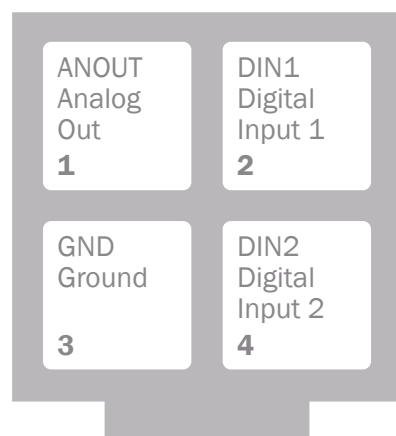 ANOUT
Analog
Out
1
DIN1
Digital
Input 1
2
GND
Ground
3
DIN2
Digital
Input 2
4